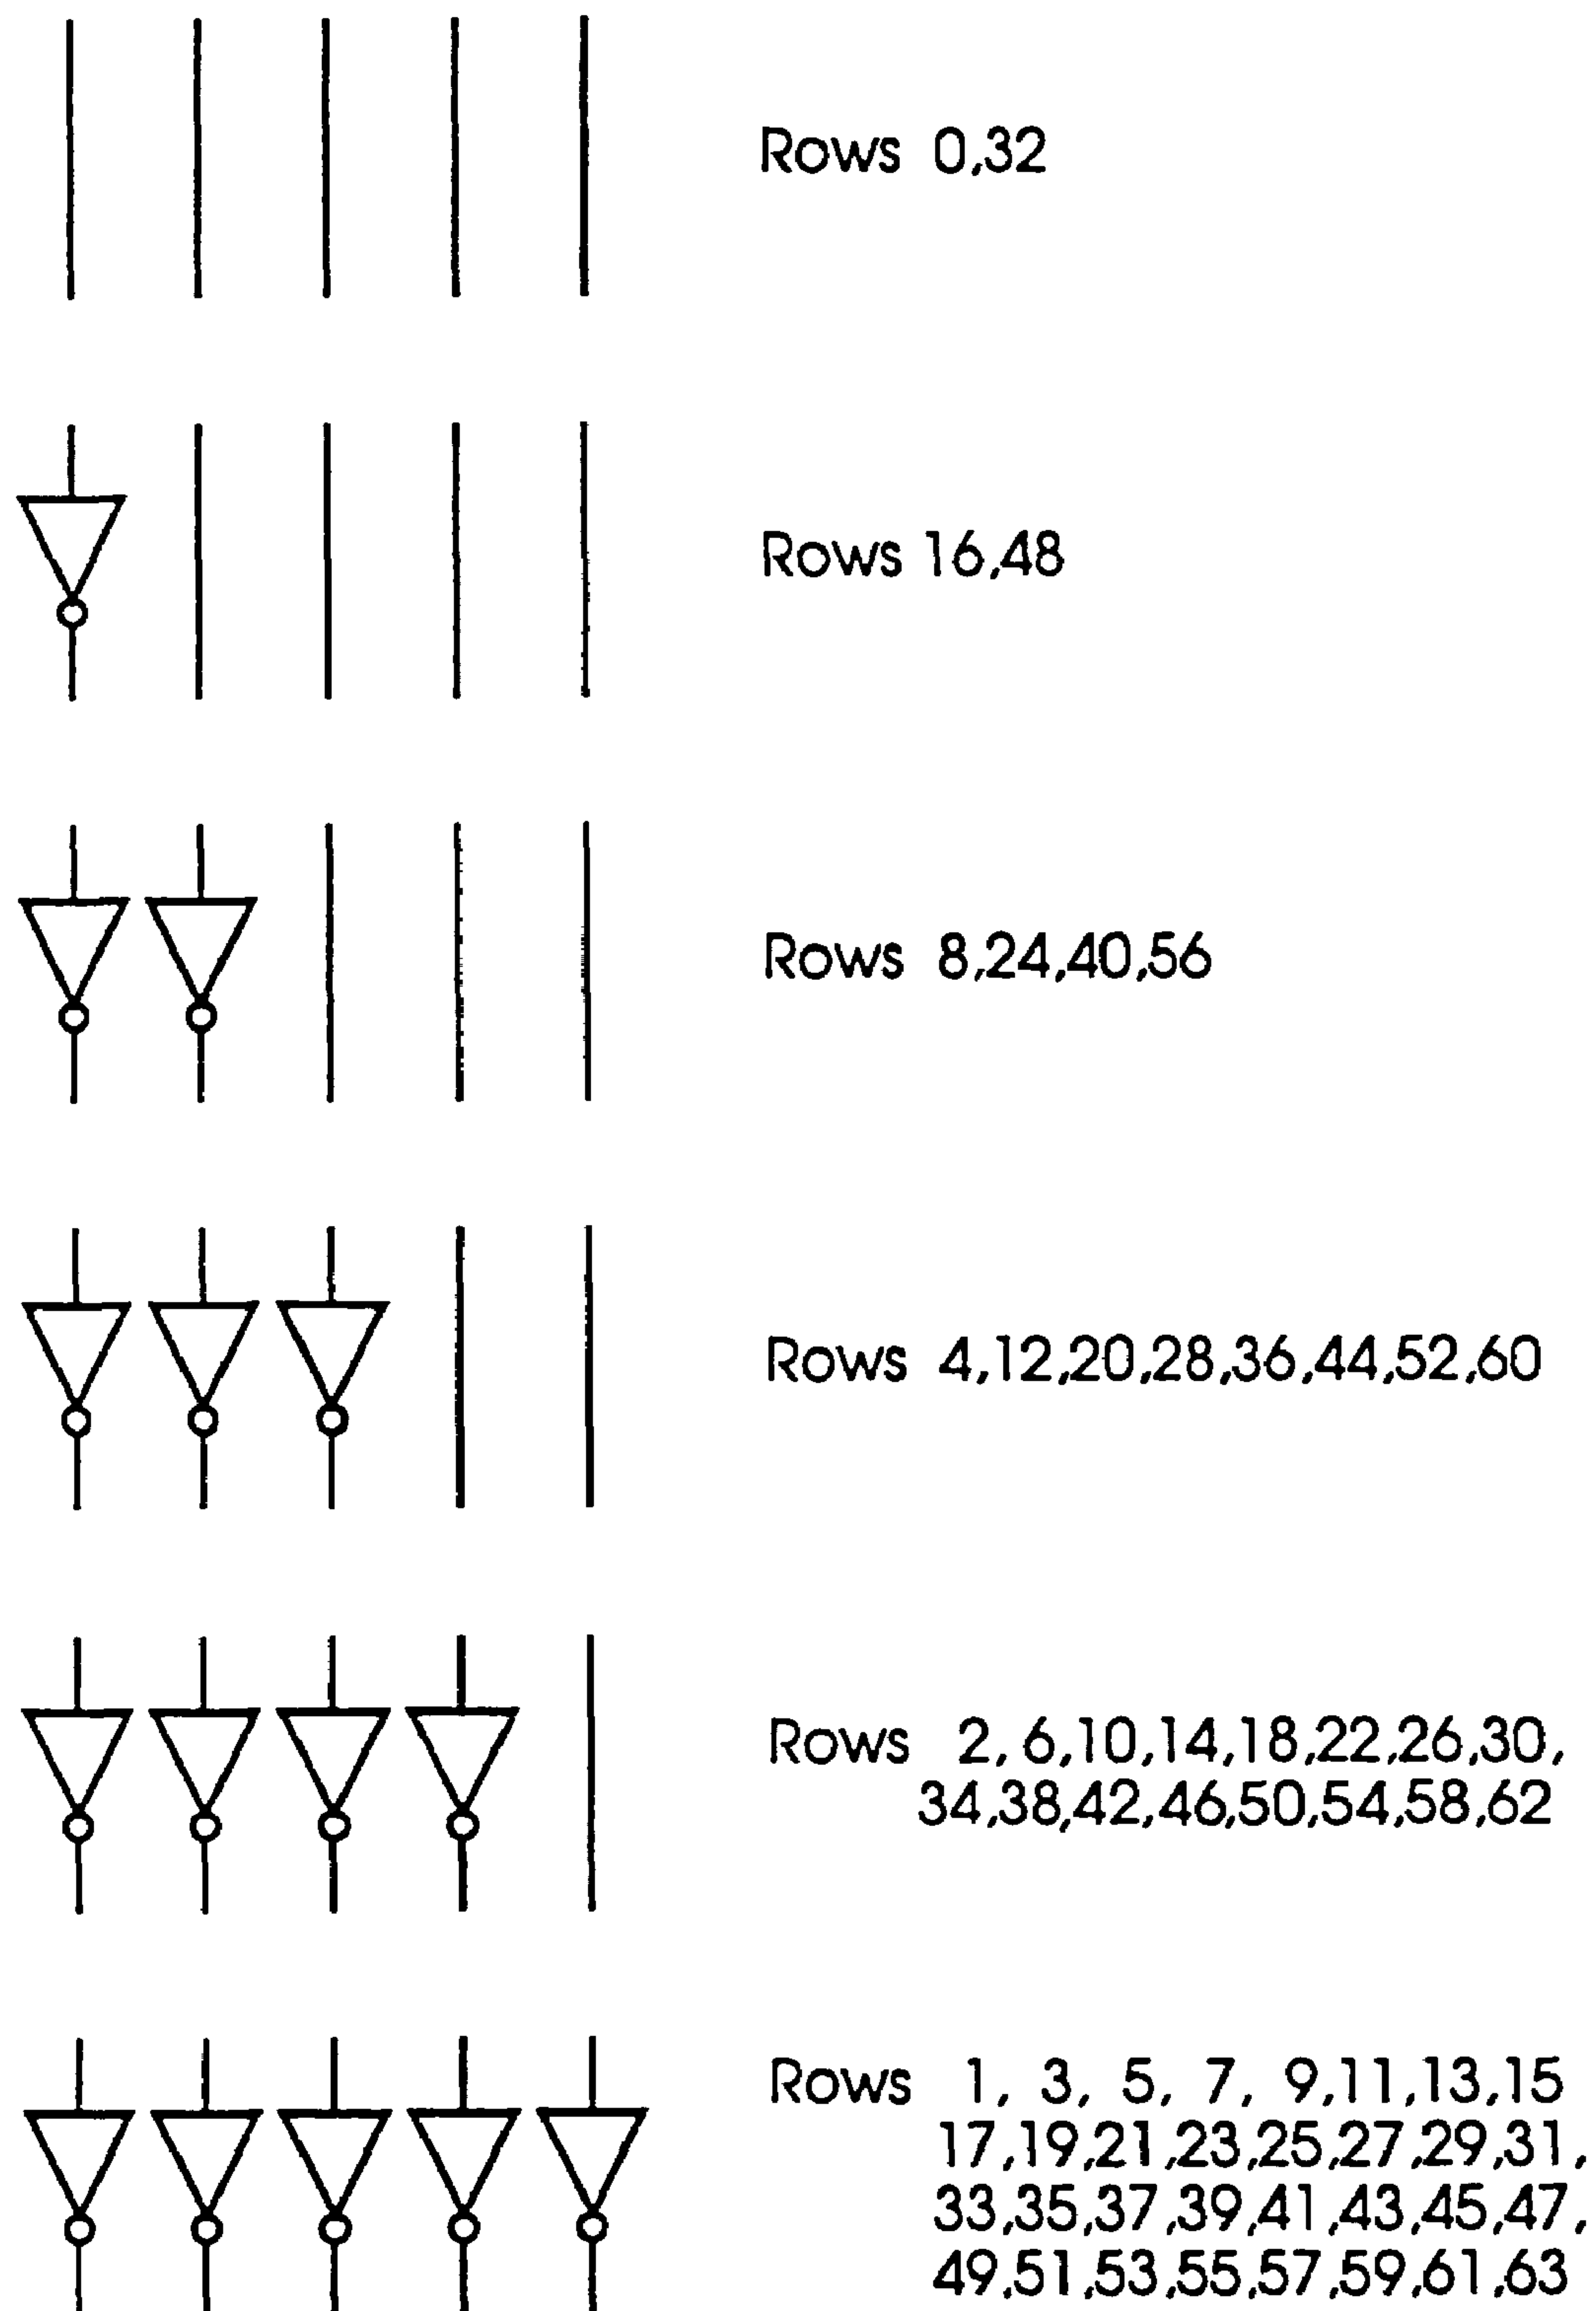 Rows 0,32
Rows 16,48
Rows 8,24,40,56
Rows 4,12,20,28,36,44,52,60
Rows 2, 6,10,14,18,22,26,30,
34,38,42,46,50,54,58,62
Rows 1, 3, 5, 7, 9,11,13,15
17,19,21,23,25,27,29,31,
33,35,37,39,41,43,45,47,
49,51,53,55,57,59,61,63